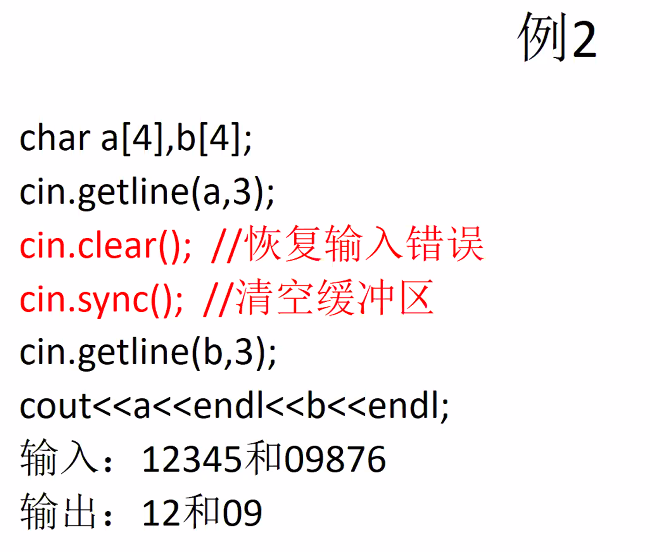 例2
char a[4],b[4];
cin.getline(a,3);
cin.clear();  //恢复输入错误
cin.sync();  //清空缓冲区
cin.getline(b,3);
cout<<a<<endl<<b<<endl;
输入：12345和09876
输出：12和09